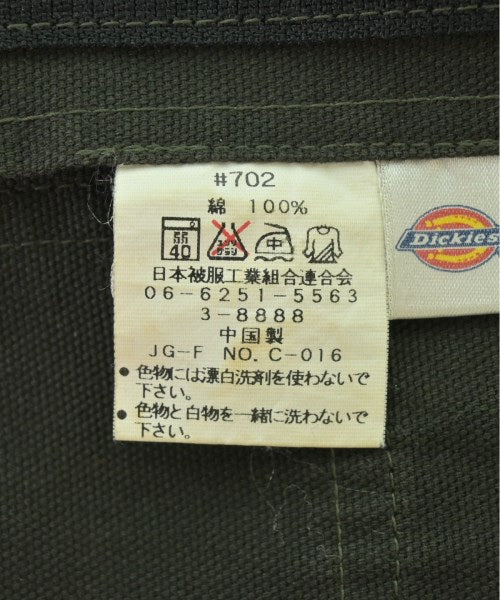 #702
綿 100%
40
中
日本被服工業組合連合会
06-6251-5563
3-8888
中国製
JG-F NO. C-016
●色物には漂白洗剤を使わないで
下さい。
●色物と白物を一緒に洗わないで
下さい。
Dickies